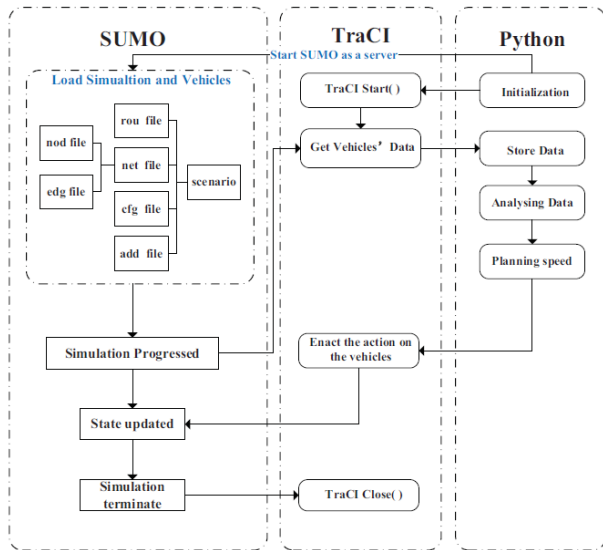 SUMO
TraCI
Python
Start SUMO as a server
Load Simualtion and Vehicles
TraCI Start( )
Initialization
rou file
nod file
net file
Get Vehicles' Data
Store Data
edg file
scenario
cfg file
Analysing Data
add file
Planning speed
Simulation Progressed
Enact the action on
the vehicles
State updated
Simulation
terminate
TraCI Close( )